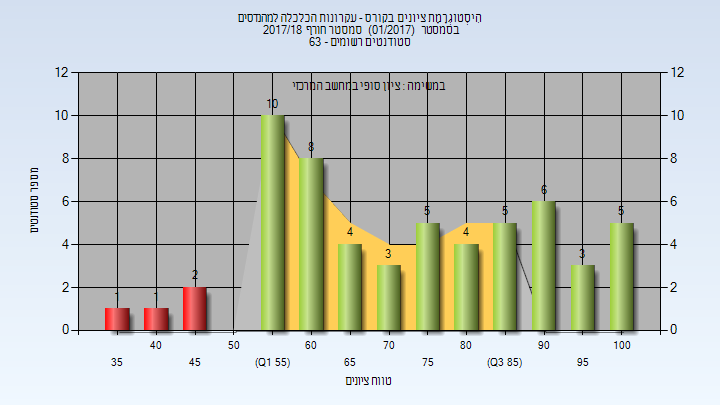 היסטוגרמת ציונים בקורס - עקרונות הכלכלה למהנדסים
בסמסטר (01/2017) סמסטר חורף 2017/18
סטודנטים רשומים - 63
במשימה : ציון סופי במחשב המרכזי
12 12
10 10 10
8 8 8
6 6 6
5 5 5
4 4 4 4
3 3
2 2 2
1 1
0 0
מספר סטודנטים
40 50 60 70 80 90 100
35 45 (Q1 55) 65 75 (Q3 85) 95
טווח ציונים